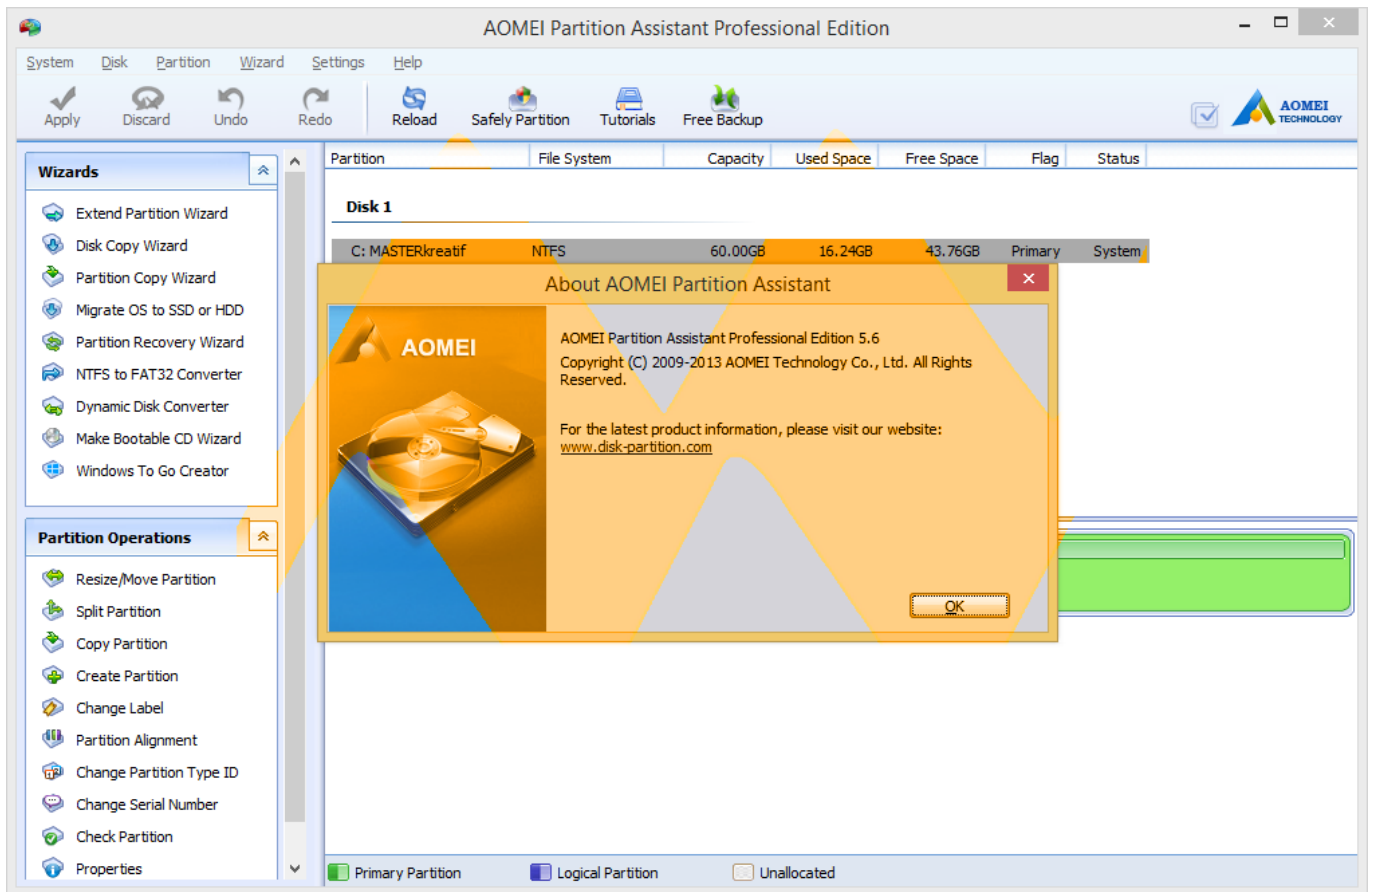 AOMEI Partition Assistant Professional Edition
System Disk Partition Wizard Settings Help
Apply Discard Undo Redo Reload Safely Partition Tutorials Free Backup
AOMEI
TECHNOLOGY
Wizards
Extend Partition Wizard
Disk Copy Wizard
Partition Copy Wizard
Migrate OS to SSD or HDD
Partition Recovery Wizard
NTFS to FAT32 Converter
Dynamic Disk Converter
Make Bootable CD Wizard
Windows To Go Creator
Partition Operations
Resize/Move Partition
Split Partition
Copy Partition
Create Partition
Change Label
Partition Alignment
Change Partition Type ID
Change Serial Number
Check Partition
Properties
Partition File System Capacity Used Space Free Space Flag Status
Disk 1
C: MASTERkreatif NTFS 60.00GB 16.24GB 43.76GB Primary System
About AOMEI Partition Assistant
AOMEI
AOMEI Partition Assistant Professional Edition 5.6
Copyright (C) 2009-2013 AOMEI Technology Co., Ltd. All Rights
Reserved.
For the latest product information, please visit our website:
www.disk-partition.com
OK
Primary Partition Logical Partition Unallocated